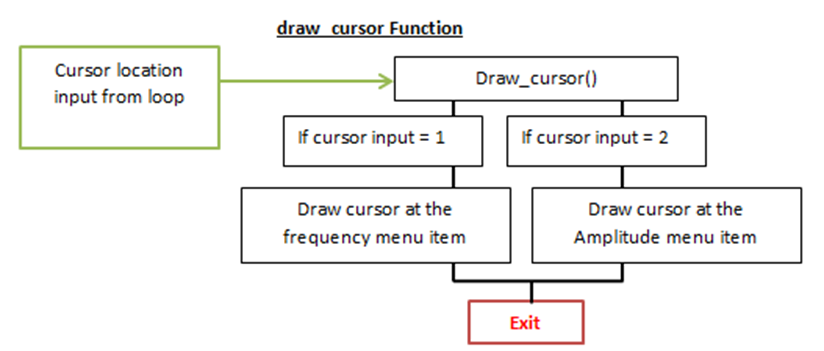 draw_cursor Function
Cursor location
input from loop
Draw_cursor()
If cursor input = 1
If cursor input = 2
Draw cursor at the
frequency menu item
Draw cursor at the
Amplitude menu item
Exit